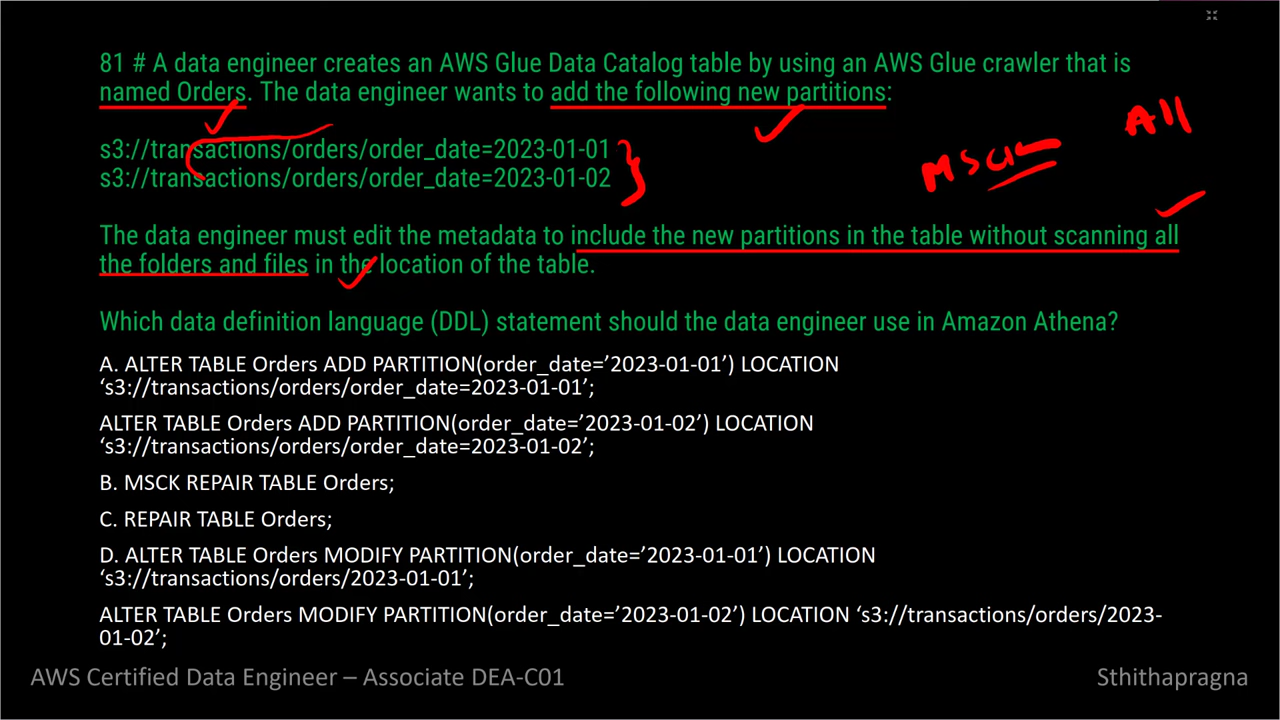 81 # A data engineer creates an AWS Glue Data Catalog table by using an AWS Glue crawler that is
named Orders. The data engineer wants to add the following new partitions:
All
s3://transactions/orders/order_date=2023-01-01
MSCK
s3://transactions/orders/order_date=2023-01-02
The data engineer must edit the metadata to include the new partitions in the table without scanning all
the folders and files in the location of the table.
Which data definition language (DDL) statement should the data engineer use in Amazon Athena?
A. ALTER TABLE Orders ADD PARTITION(order_date=’2023-01-01’) LOCATION
‘s3://transactions/orders/order_date=2023-01-01’;
ALTER TABLE Orders ADD PARTITION(order_date=’2023-01-02’) LOCATION
‘s3://transactions/orders/order_date=2023-01-02’;
B. MSCK REPAIR TABLE Orders;
C. REPAIR TABLE Orders;
D. ALTER TABLE Orders MODIFY PARTITION(order_date=’2023-01-01’) LOCATION
‘s3://transactions/orders/2023-01-01’;
ALTER TABLE Orders MODIFY PARTITION(order_date=’2023-01-02’) LOCATION ‘s3://transactions/orders/2023-
01-02’;
AWS Certified Data Engineer – Associate DEA-C01
Sthithapragna